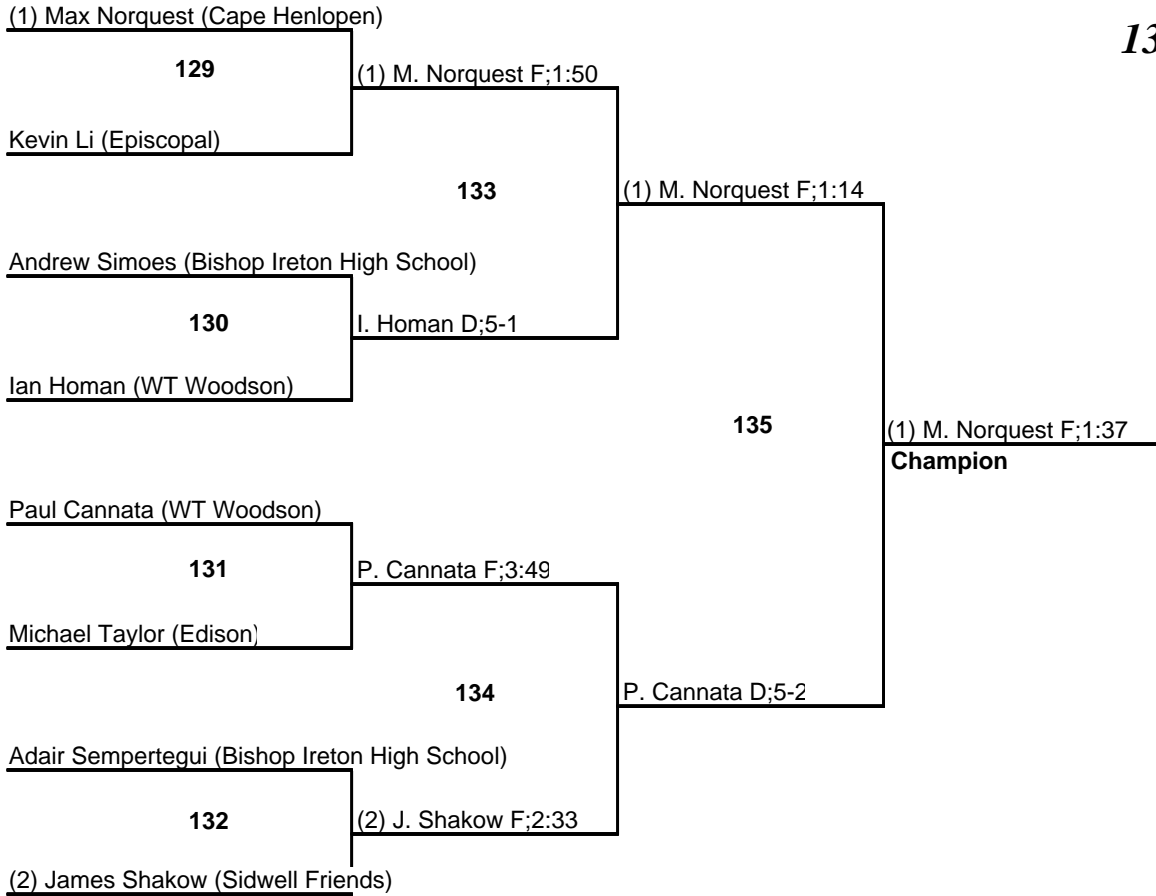 (1) Max Norquest (Cape Henlopen)
13
129
(1) M. Norquest F;1:50
Kevin Li (Episcopal)
133
(1) M. Norquest F;1:14
Andrew Simoes (Bishop Ireton High School)
130
I. Homan D;5-1
Ian Homan (WT Woodson)
135
(1) M. Norquest F;1:37
Champion
Paul Cannata (WT Woodson)
131
P. Cannata F;3:49
Michael Taylor (Edison)
134
P. Cannata D;5-2
Adair Sempertegui (Bishop Ireton High School)
132
(2) J. Shakow F;2:33
(2) James Shakow (Sidwell Friends)